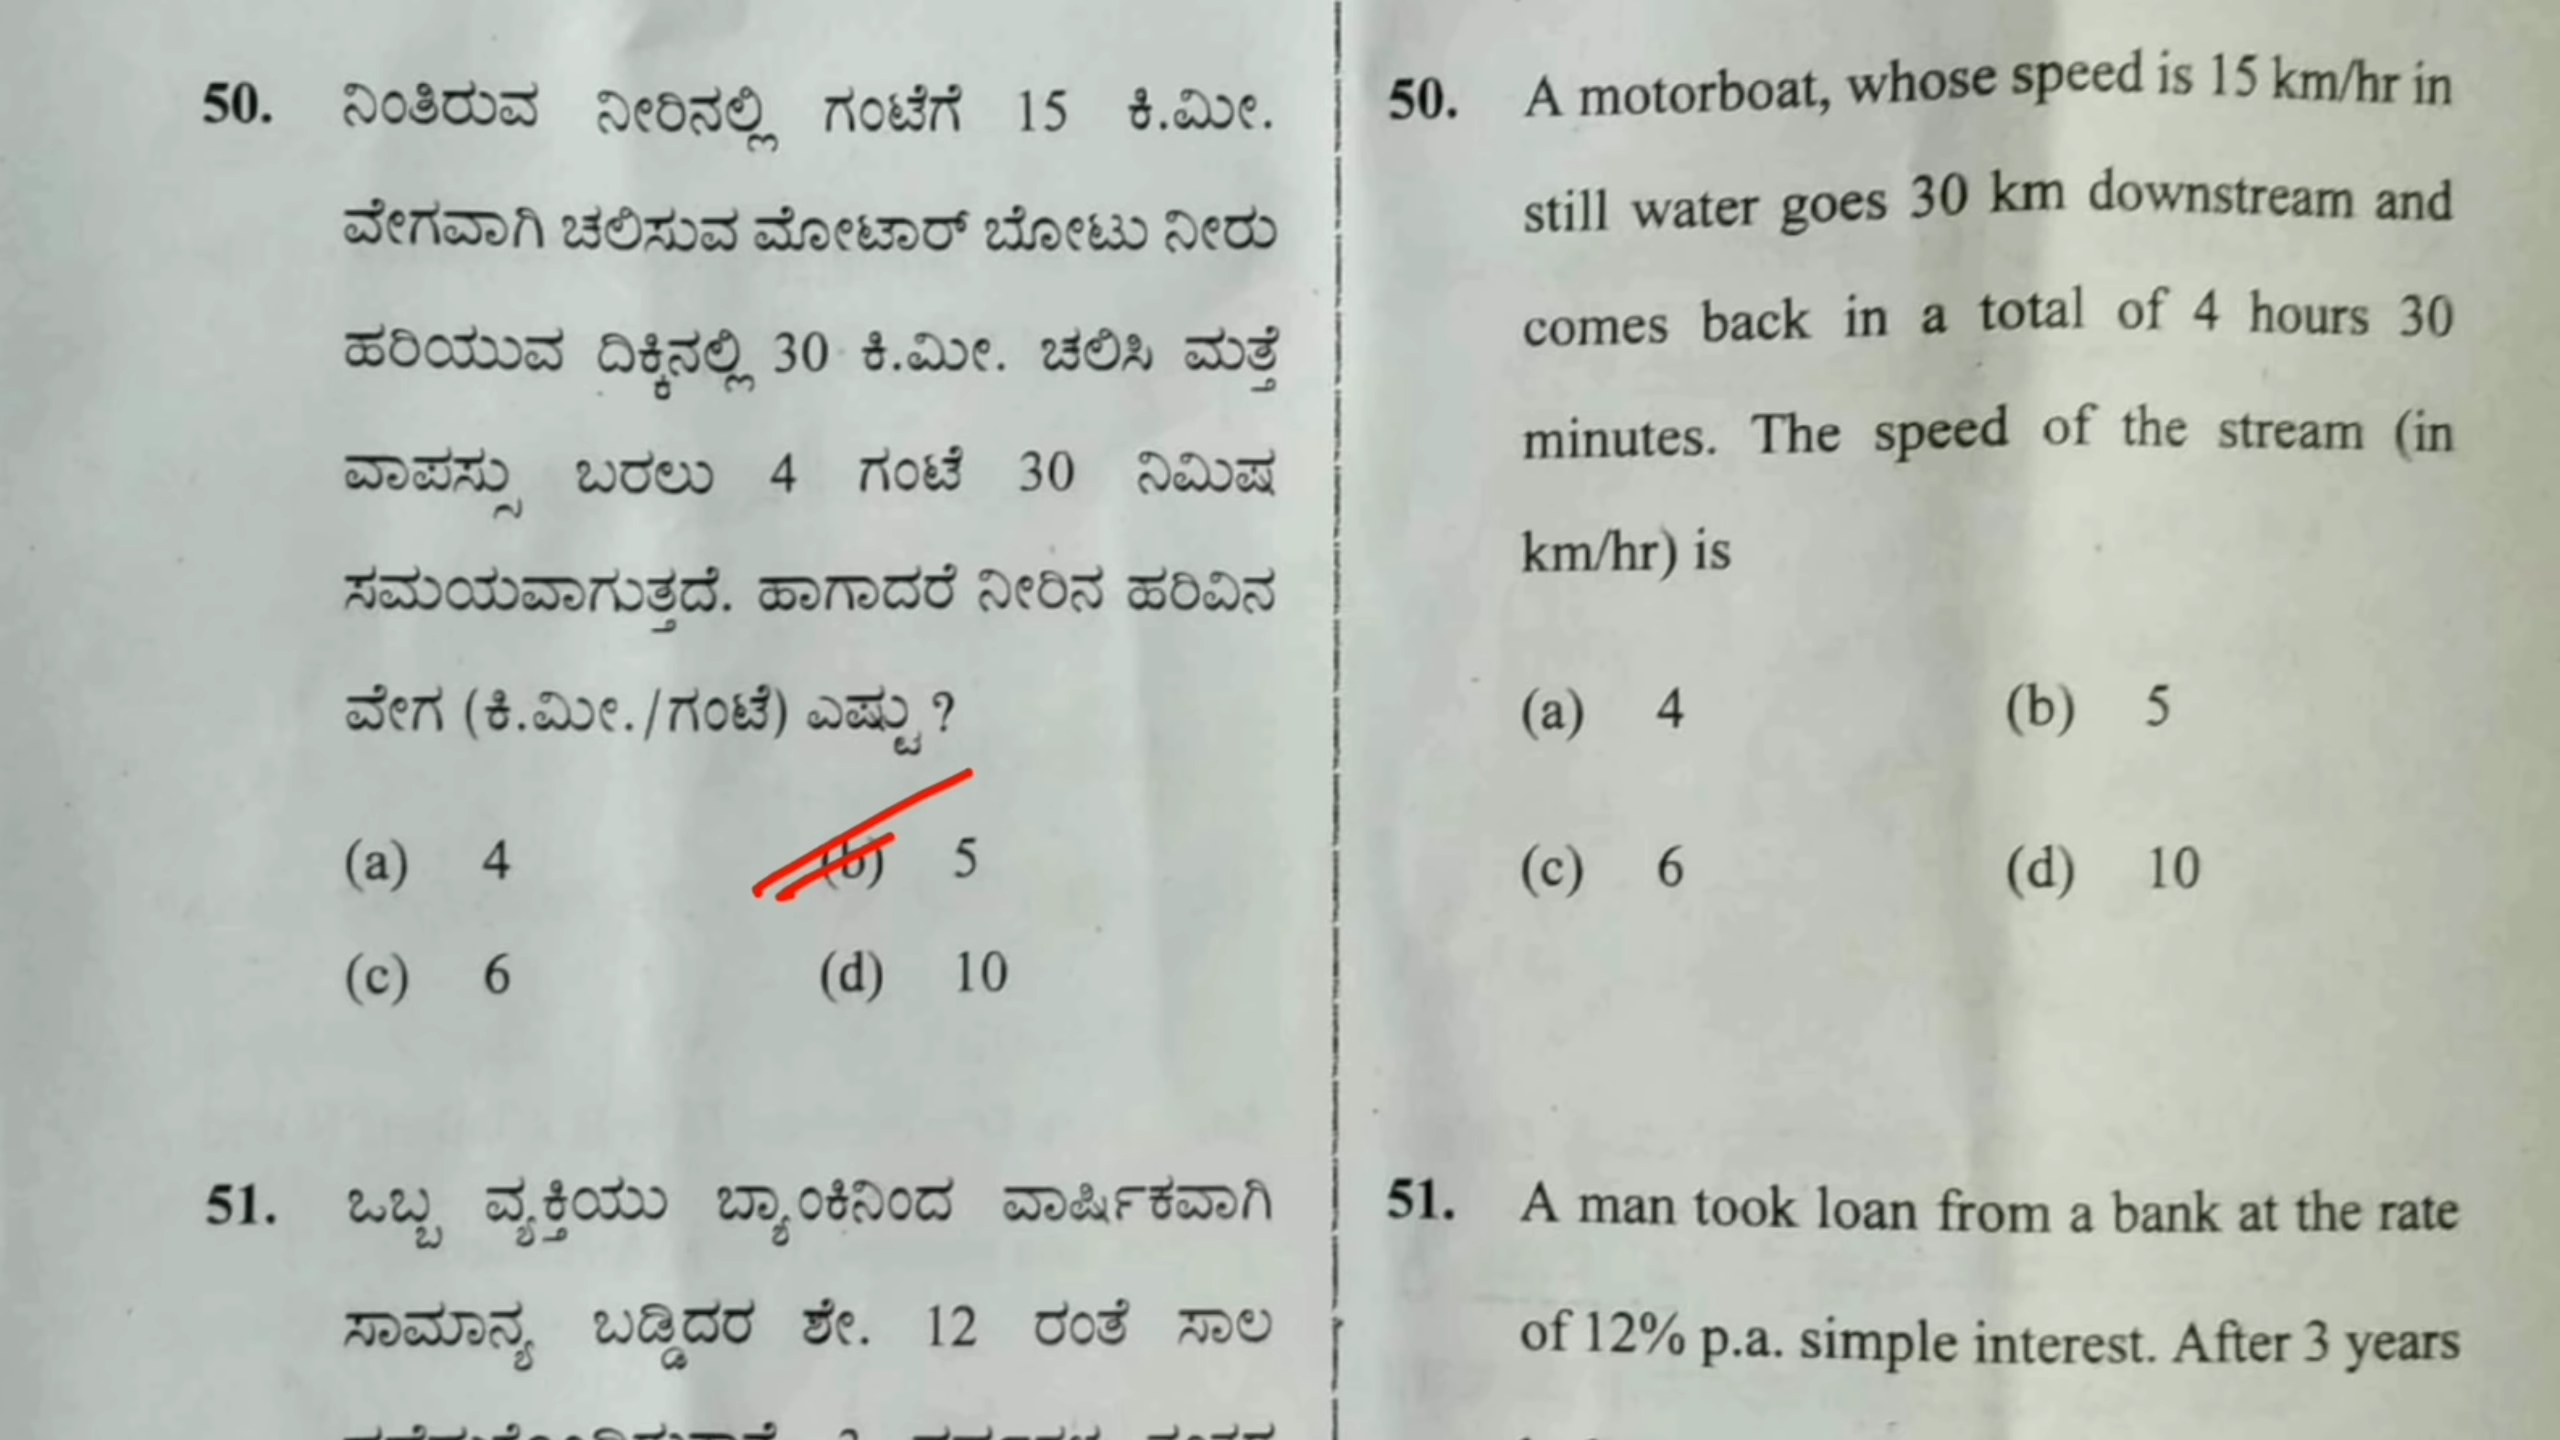 50. ನಿಂತಿರುವ ನೀರಿನಲ್ಲಿ ಗಂಟೆಗೆ 15 ಕಿ.ಮೀ.
ವೇಗವಾಗಿ ಚಲಿಸುವ ಮೋಟಾರ್ ಬೋಟು ನೀರು
ಹರಿಯುವ ದಿಕ್ಕಿನಲ್ಲಿ 30 ಕಿ.ಮೀ. ಚಲಿಸಿ ಮತ್ತೆ
ವಾಪಸ್ಸು ಬರಲು 4 ಗಂಟೆ 30 ನಿಮಿಷ
ಸಮಯವಾಗುತ್ತದೆ. ಹಾಗಾದರೆ ನೀರಿನ ಹರಿವಿನ
ವೇಗ (ಕಿ.ಮೀ./ಗಂಟೆ) ಎಷ್ಟು ?
(a) 4 (b) 5
(c) 6 (d) 10
51. ಒಬ್ಬ ವ್ಯಕ್ತಿಯು ಬ್ಯಾಂಕಿನಿಂದ ವಾರ್ಷಿಕವಾಗಿ
ಸಾಮಾನ್ಯ ಬಡ್ಡಿದರ ಶೇ. 12 ರಂತೆ ಸಾಲ
50. A motorboat, whose speed is 15 km/hr in
still water goes 30 km downstream and
comes back in a total of 4 hours 30
minutes. The speed of the stream (in
km/hr) is
(a) 4 (b) 5
(c) 6 (d) 10
51. A man took loan from a bank at the rate
of 12% p.a. simple interest. After 3 years